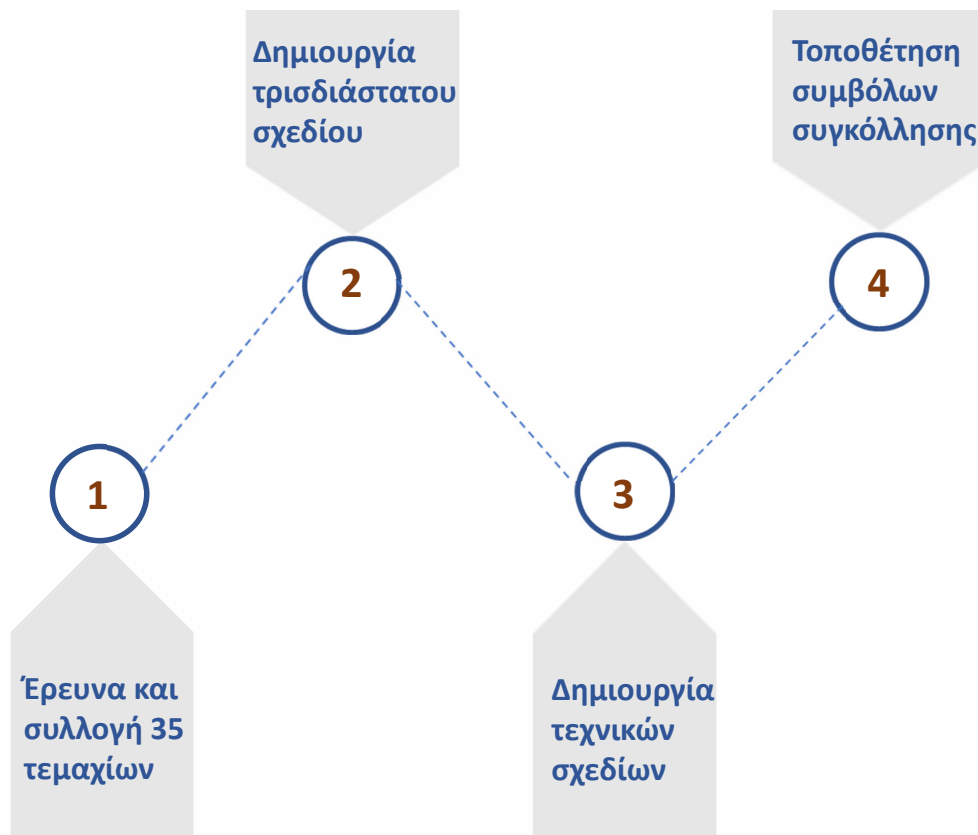 1
Έρευνα και
συλλογή 35
τεμαχίων
2
Δημιουργία
τρισδιάστατου
σχεδίου
3
Δημιουργία
τεχνικών
σχεδίων
4
Τοποθέτηση
συμβόλων
συγκόλλησης